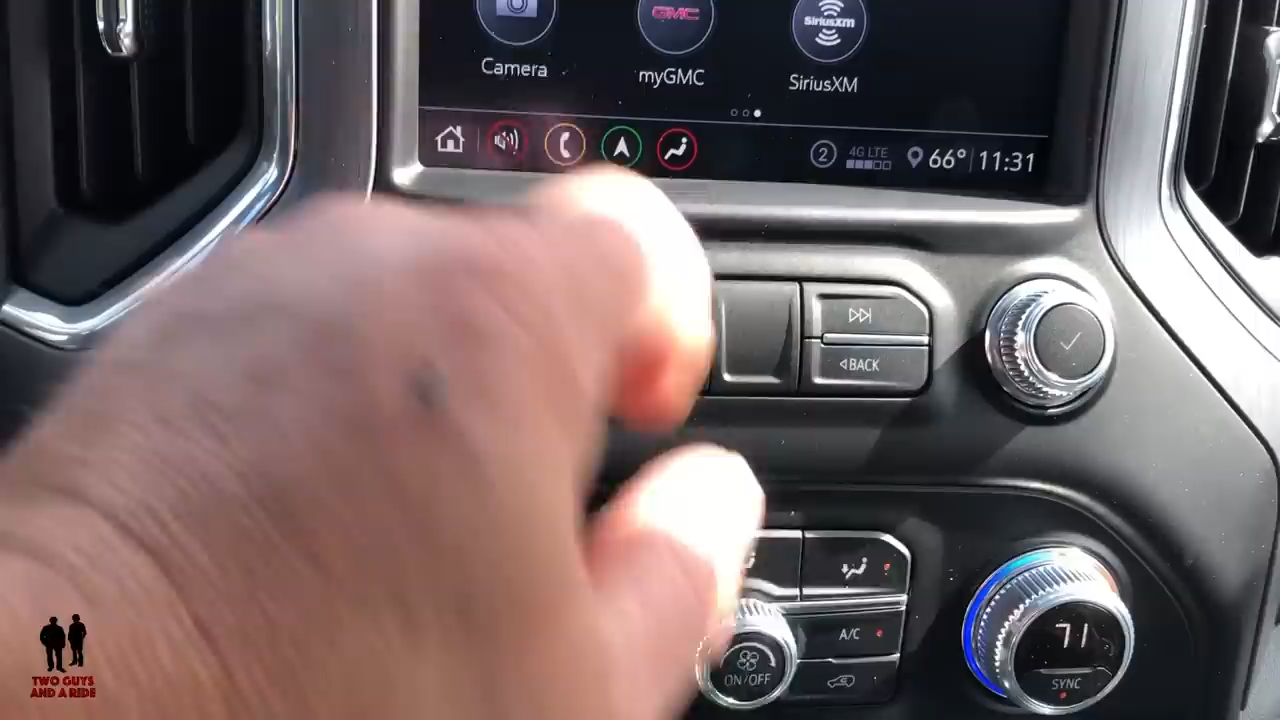 GMC
SiriusXM
Camera
myGMC
SiriusXM
2
4G LTE
66°
11:31
BACK
A/C
ON/OFF
71
SYNC
TWO GUYS
AND A RIDE